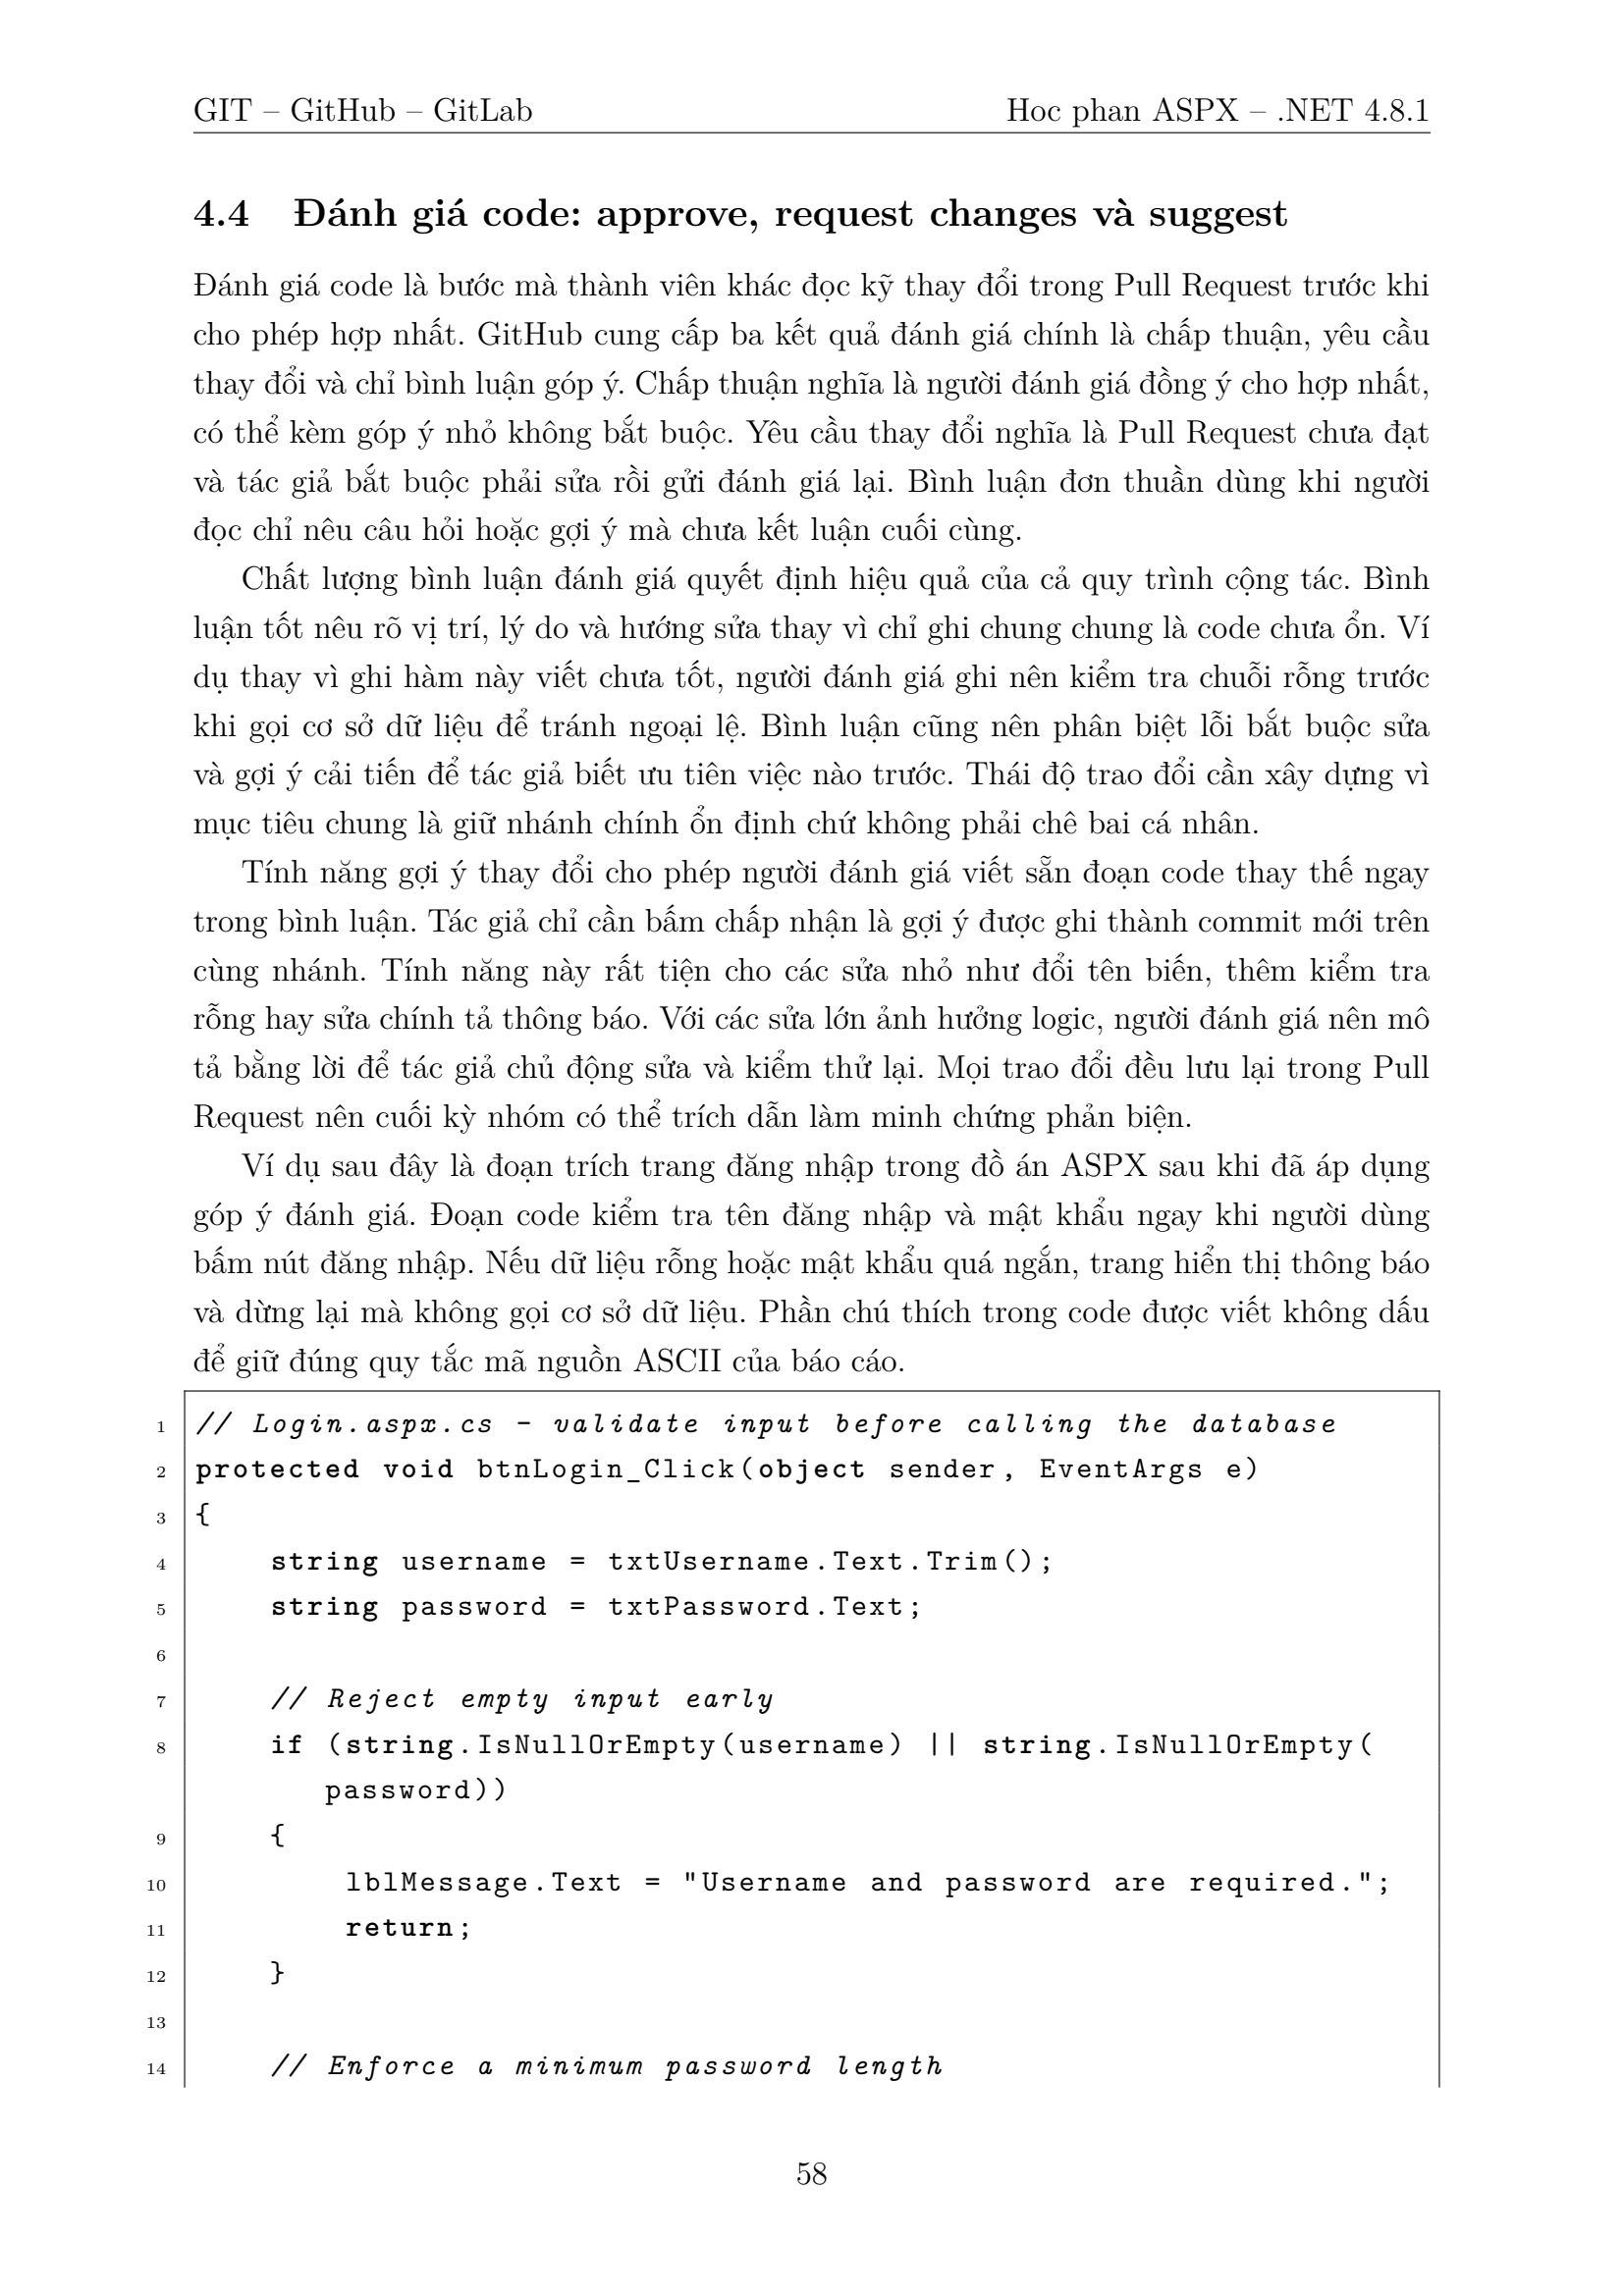 GIT – GitHub – GitLab
Hoc phan ASPX – .NET 4.8.1
4.4 Đánh giá code: approve, request changes và suggest
Đánh giá code là bước mà thành viên khác đọc kỹ thay đổi trong Pull Request trước khi
cho phép hợp nhất. GitHub cung cấp ba kết quả đánh giá chính là chấp thuận, yêu cầu
thay đổi và chỉ bình luận góp ý. Chấp thuận nghĩa là người đánh giá đồng ý cho hợp nhất,
có thể kèm góp ý nhỏ không bắt buộc. Yêu cầu thay đổi nghĩa là Pull Request chưa đạt
và tác giả bắt buộc phải sửa rồi gửi đánh giá lại. Bình luận đơn thuần dùng khi người
đọc chỉ nêu câu hỏi hoặc gợi ý mà chưa kết luận cuối cùng.
Chất lượng bình luận đánh giá quyết định hiệu quả của cả quy trình cộng tác. Bình
luận tốt nêu rõ vị trí, lý do và hướng sửa thay vì chỉ ghi chung chung là code chưa ổn. Ví
dụ thay vì ghi hàm này viết chưa tốt, người đánh giá ghi nên kiểm tra chuỗi rỗng trước
khi gọi cơ sở dữ liệu để tránh ngoại lệ. Bình luận cũng nên phân biệt lỗi bắt buộc sửa
và gợi ý cải tiến để tác giả biết ưu tiên việc nào trước. Thái độ trao đổi cần xây dựng vì
mục tiêu chung là giữ nhánh chính ổn định chứ không phải chê bai cá nhân.
Tính năng gợi ý thay đổi cho phép người đánh giá viết sẵn đoạn code thay thế ngay
trong bình luận. Tác giả chỉ cần bấm chấp nhận là gợi ý được ghi thành commit mới trên
cùng nhánh. Tính năng này rất tiện cho các sửa nhỏ như đổi tên biến, thêm kiểm tra
rỗng hay sửa chính tả thông báo. Với các sửa lớn ảnh hưởng logic, người đánh giá nên mô
tả bằng lời để tác giả chủ động sửa và kiểm thử lại. Mọi trao đổi đều lưu lại trong Pull
Request nên cuối kỳ nhóm có thể trích dẫn làm minh chứng phản biện.
Ví dụ sau đây là đoạn trích trang đăng nhập trong đồ án ASPX sau khi đã áp dụng
góp ý đánh giá. Đoạn code kiểm tra tên đăng nhập và mật khẩu ngay khi người dùng
bấm nút đăng nhập. Nếu dữ liệu rỗng hoặc mật khẩu quá ngắn, trang hiển thị thông báo
và dừng lại mà không gọi cơ sở dữ liệu. Phần chú thích trong code được viết không dấu
để giữ đúng quy tắc mã nguồn ASCII của báo cáo.
1 // Login.aspx.cs - validate input before calling the database
2 protected void btnLogin_Click(object sender, EventArgs e)
3 {
4     string username = txtUsername.Text.Trim();
5     string password = txtPassword.Text;
6
7     // Reject empty input early
8     if (string.IsNullOrEmpty(username) || string.IsNullOrEmpty(
password))
9     {
10         lblMessage.Text = "Username and password are required.";
11         return;
12     }
13
14     // Enforce a minimum password length
58